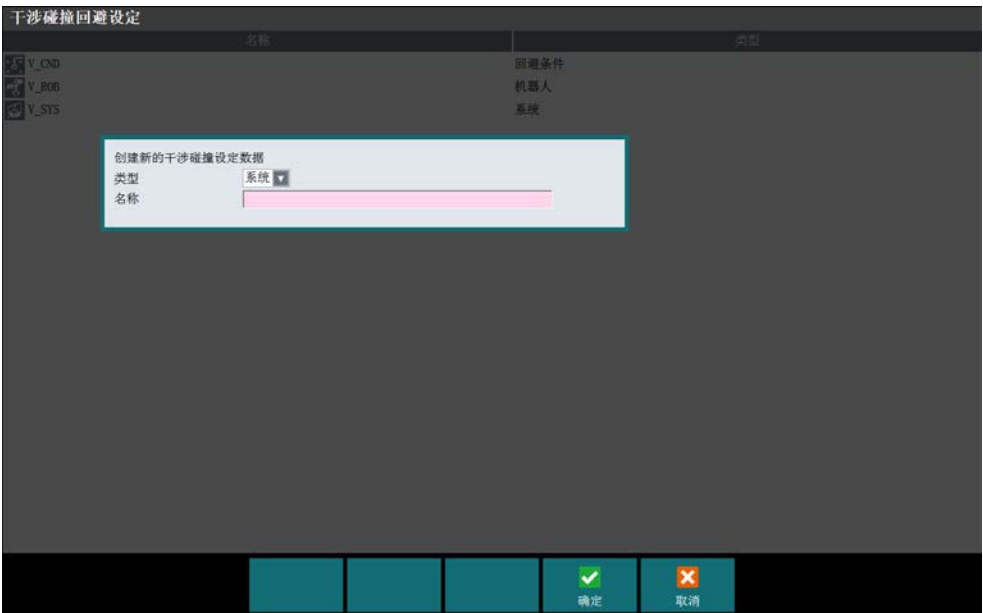 干涉碰撞回避设定
名称 类型
V_CND 回避条件
V_ROB 机器人
V_SYS 系统
创建新的干涉碰撞设定数据
类型 系统
名称
确定 取消